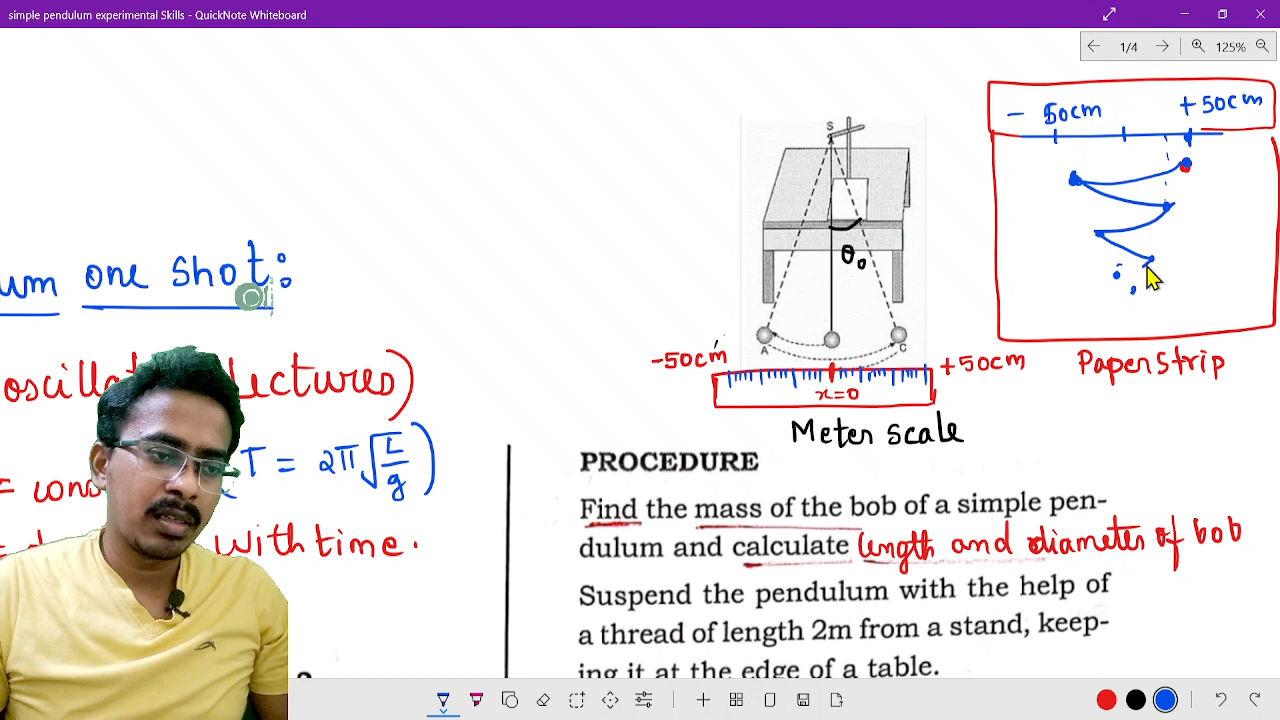 simple pendulum experimental Skills - QuickNote Whiteboard
1/4
125%
- 50cm
+50cm
S
θ₀
A
C
-50cm
+50cm
x=0
Meter scale
Paper strip
um one shot:
oscillat lectures)
= cons T = 2π√(L/g)
with time.
PROCEDURE
Find the mass of the bob of a simple pen-
dulum and calculate length and diameter of bob
Suspend the pendulum with the help of
a thread of length 2m from a stand, keep-
ing it at the edge of a table.